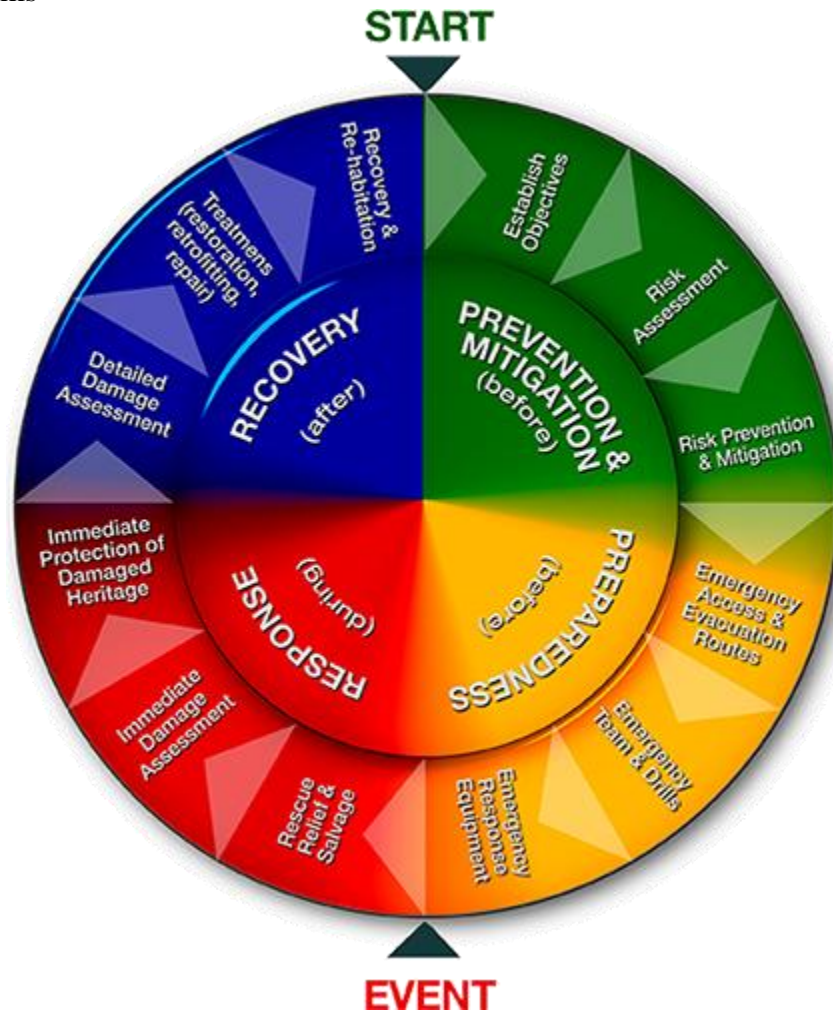 START
Establish
Objectives
Risk
Assessment
Risk Prevention
& Mitigation
PREVENTION &
MITIGATION
(before)
Emergency
Access &
Evacuation
Routes
Emergency
Team & Drills
Emergency
Response
Equipment
PREPAREDNESS
(before)
EVENT
Rescue
Relief &
Salvage
Immediate
Damage
Assessment
Immediate
Protection of
Damaged
Heritage
RESPONSE
(during)
Detailed
Damage
Assessment
Treatmens
(restoration,
retrofitting,
repair)
Recovery &
Re-habitation
RECOVERY
(after)